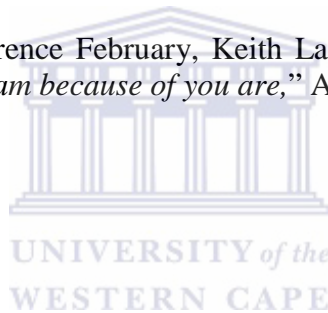 rence February, Keith La
am because of you are,” A
UNIVERSITY of the
WESTERN CAPE